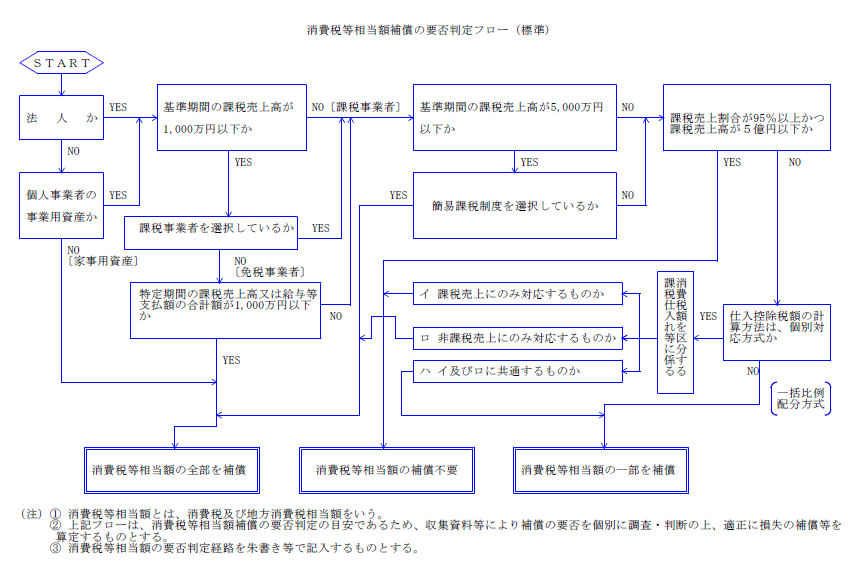 消費税等相当額補償の要否判定フロー（標準）
ＳＴＡＲＴ
法　人　か
YES
NO
個人事業者の
事業用資産か
YES
NO
〔家事用資産〕
基準期間の課税売上高が
1,000万円以下か
NO〔課税事業者〕
YES
課税事業者を選択しているか
YES
NO
〔免税事業者〕
特定期間の課税売上高又は給与等
支払額の合計額が1,000万円以下
か
NO
YES
基準期間の課税売上高が5,000万円
以下か
NO
YES
簡易課税制度を選択しているか
YES
NO
課税売上割合が95％以上かつ
課税売上高が５億円以下か
YES
NO
仕入控除税額の計
算方法は、個別対
応方式か
YES
NO
一括比例
配分方式
消費税額を区分する
課税仕入れ等に係る
イ 課税売上にのみ対応するものか
ロ 非課税売上にのみ対応するものか
ハ イ及びロに共通するものか
消費税等相当額の全部を補償
消費税等相当額の補償不要
消費税等相当額の一部を補償
（注）① 消費税等相当額とは、消費税及び地方消費税相当額をいう。
② 上記フローは、消費税等相当額補償の要否判定の目安であるため、収集資料等により補償の要否を個別に調査・判断の上、適正に損失の補償等を
算定するものとする。
③ 消費税等相当額の要否判定経路を朱書き等で記入するものとする。